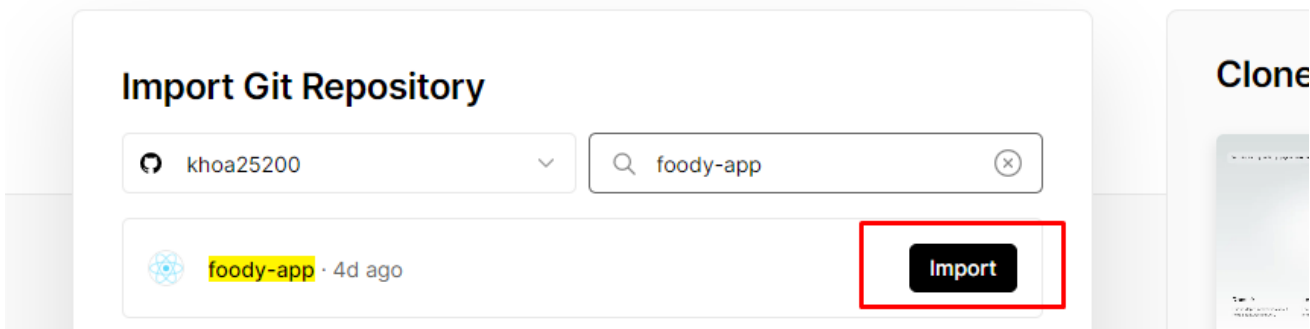 Import Git Repository
Clone
khoa25200
foody-app
foody-app · 4d ago
Import